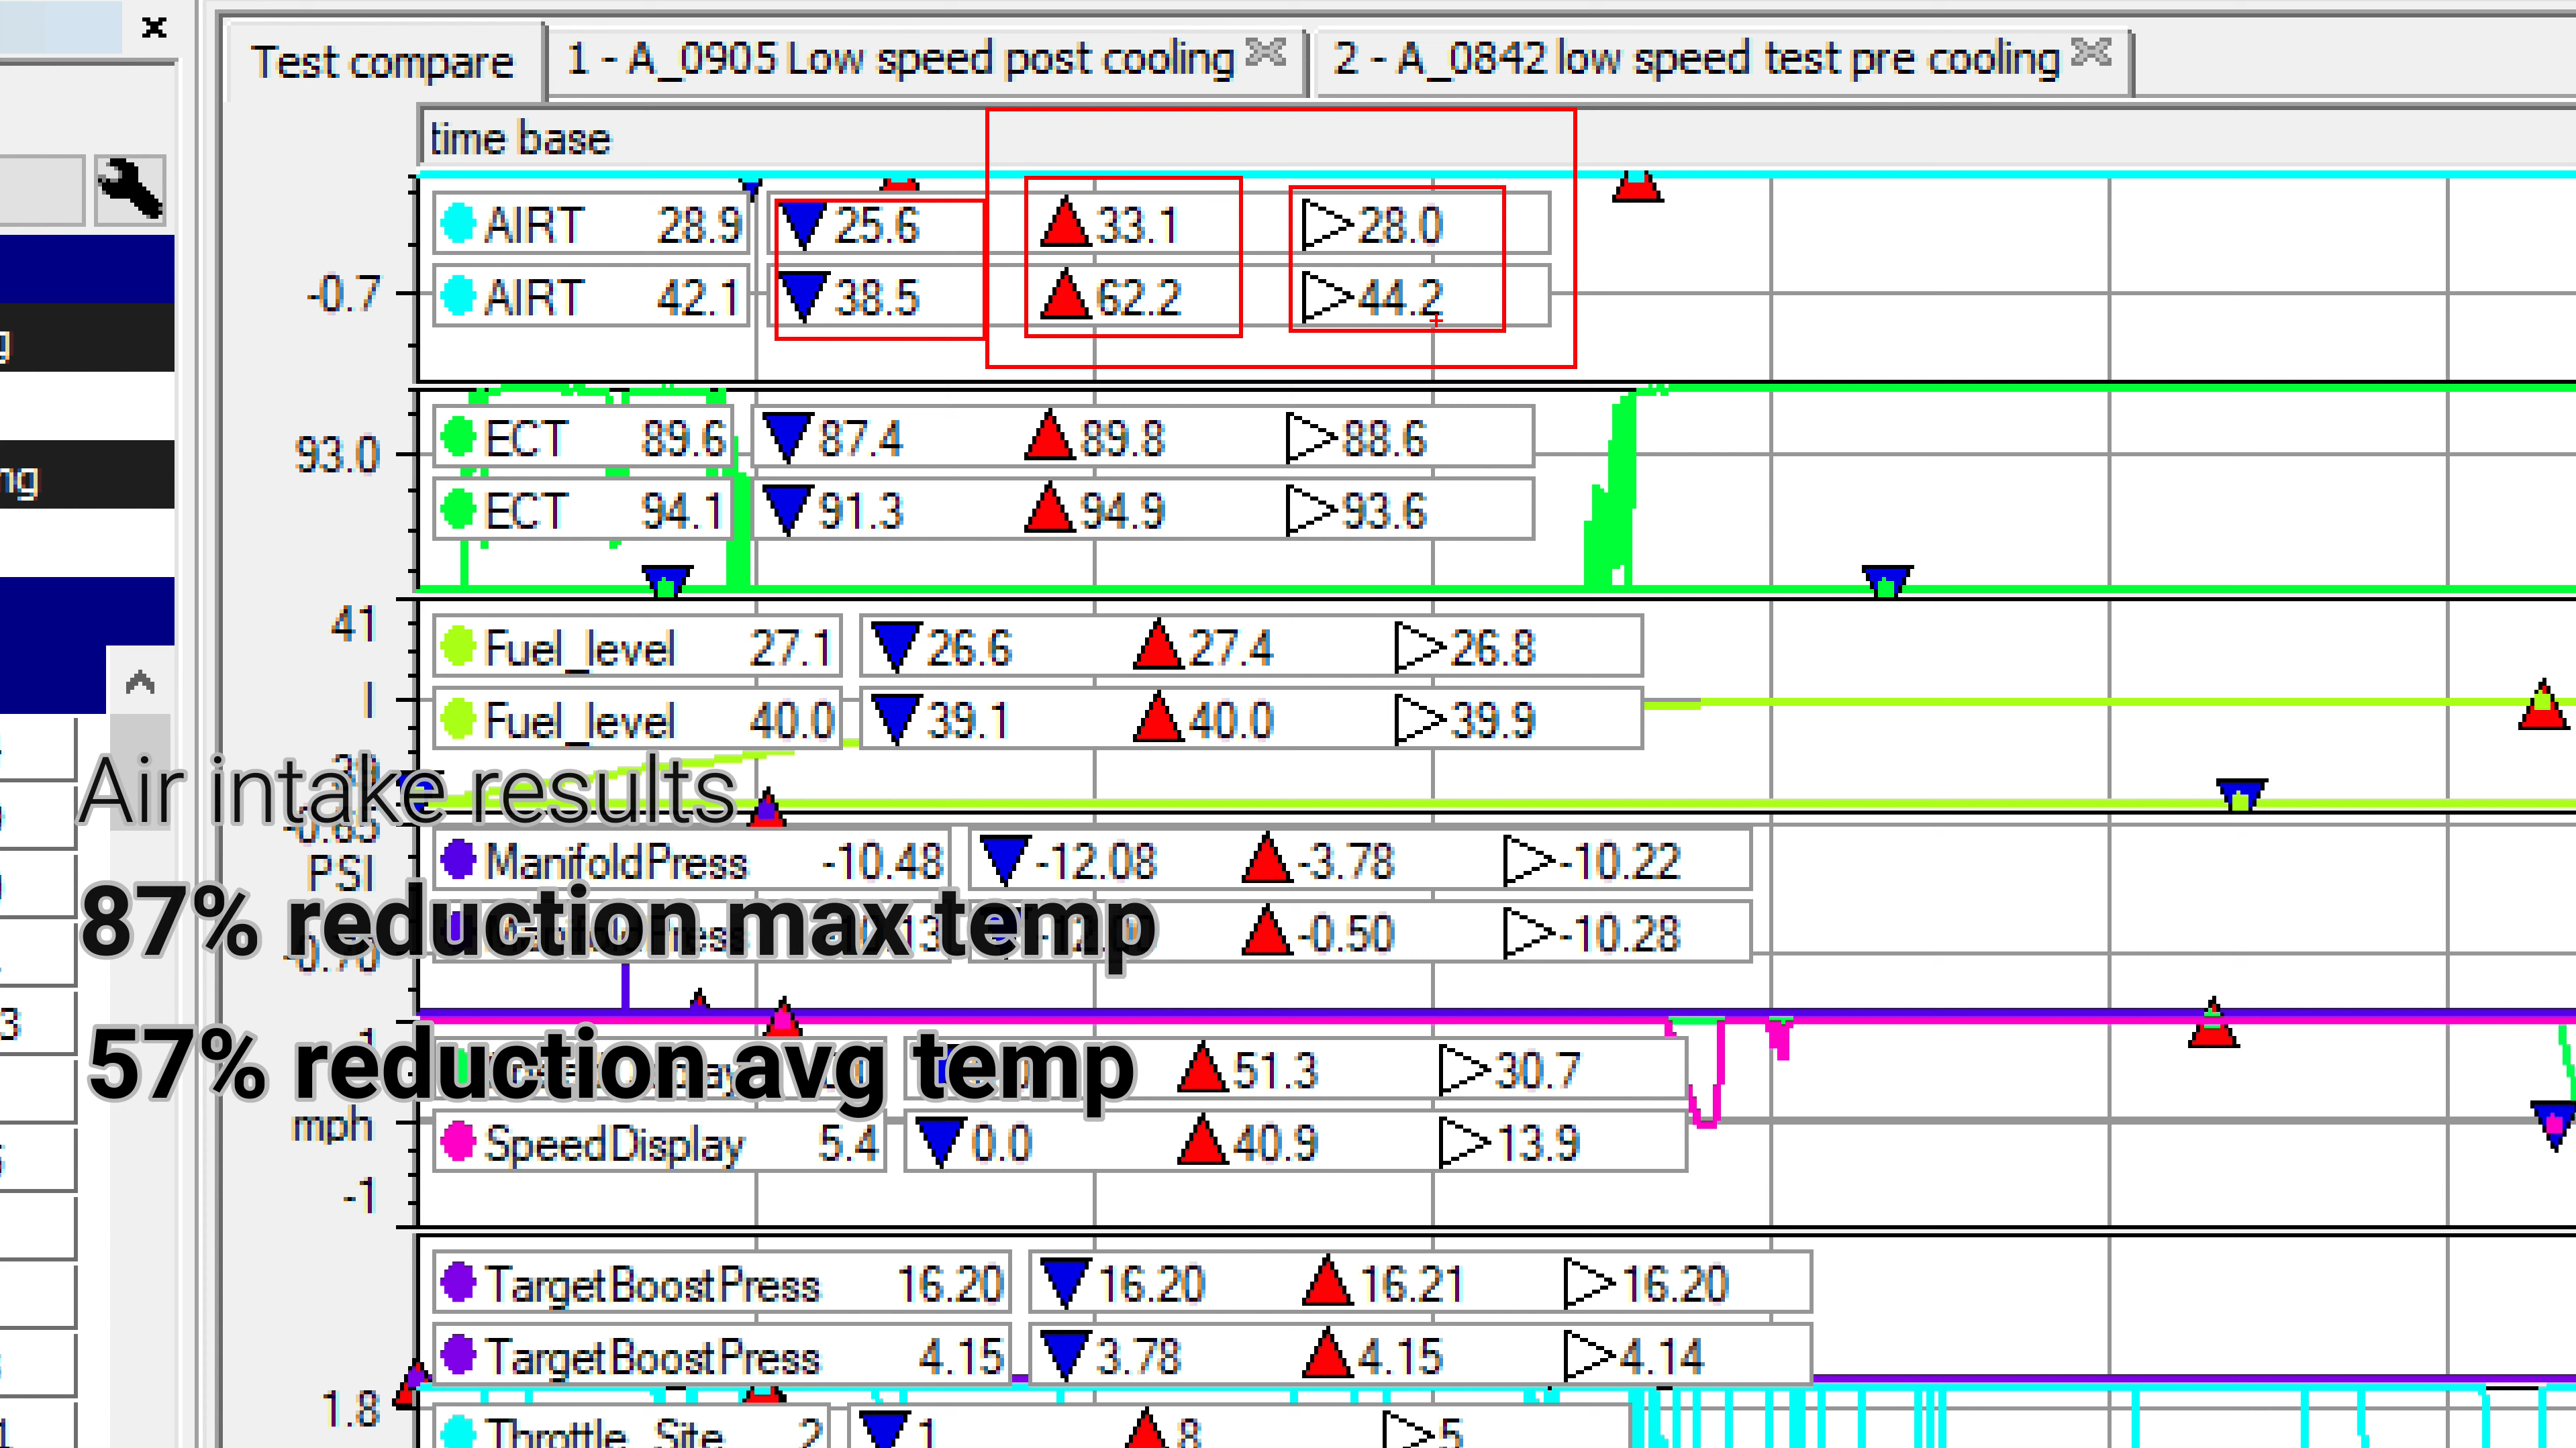 Test compare 1 - A_0905 Low speed post cooling 2 - A_0842 low speed test pre cooling
time base
AIRT 28.9 25.6 33.1 28.0
-0.7 AIRT 42.1 38.5 62.2 44.2
ECT 89.6 87.4 89.8 88.6
93.0
ECT 94.1 91.3 94.9 93.6
ng
41
Fuel_level 27.1 26.6 27.4 26.8
l Fuel_level 40.0 39.1 40.0 39.9
Air intake results
PSI ManifoldPress -10.48 -12.08 -3.78 -10.22
87% reduction max temp
-0.50 -10.28
57% reduction avg temp
51.3 30.7
mph SpeedDisplay 5.4 0.0 40.9 13.9
-1
TargetBoostPress 16.20 16.20 16.21 16.20
TargetBoostPress 4.15 3.78 4.15 4.14
1.8
Throttle_Site 2 1 8 5